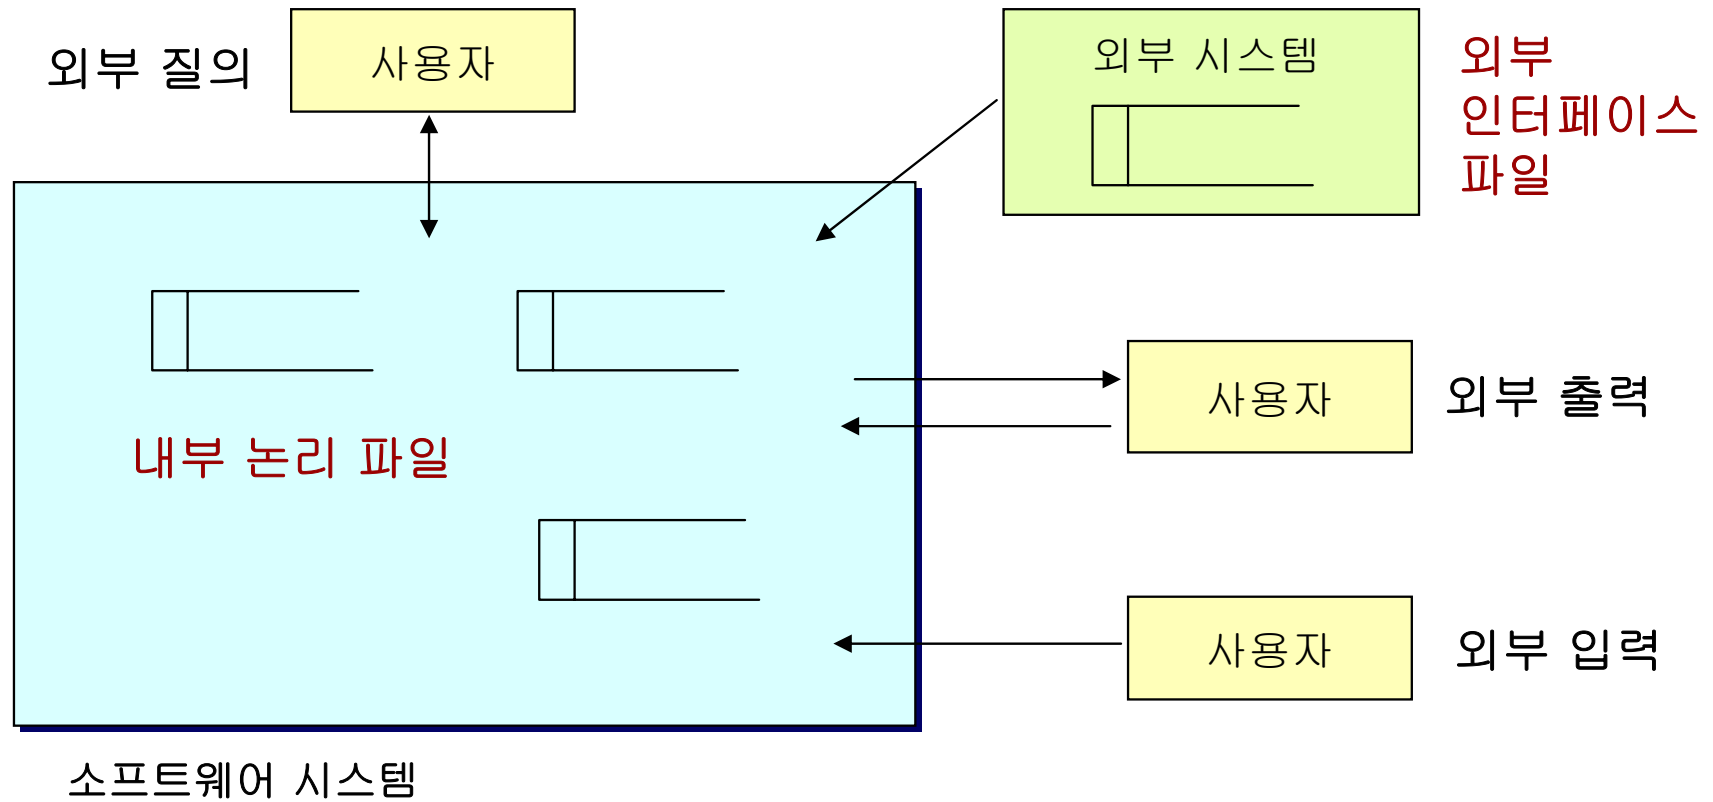 외부 질의
사용자
외부 시스템
외부
인터페이스
파일
사용자
외부 출력
내부 논리 파일
사용자
외부 입력
소프트웨어 시스템